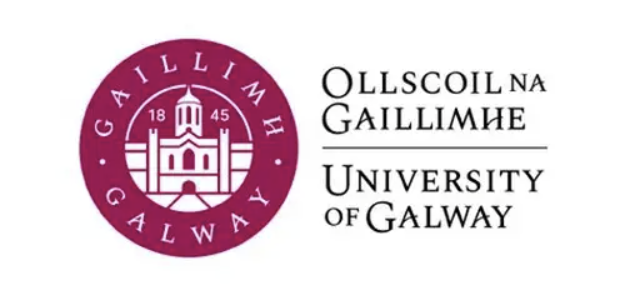 GAILLIMH
18 45
GALWAY
OLLSCOIL NA
GAILLIMHE
UNIVERSITY
OF GALWAY